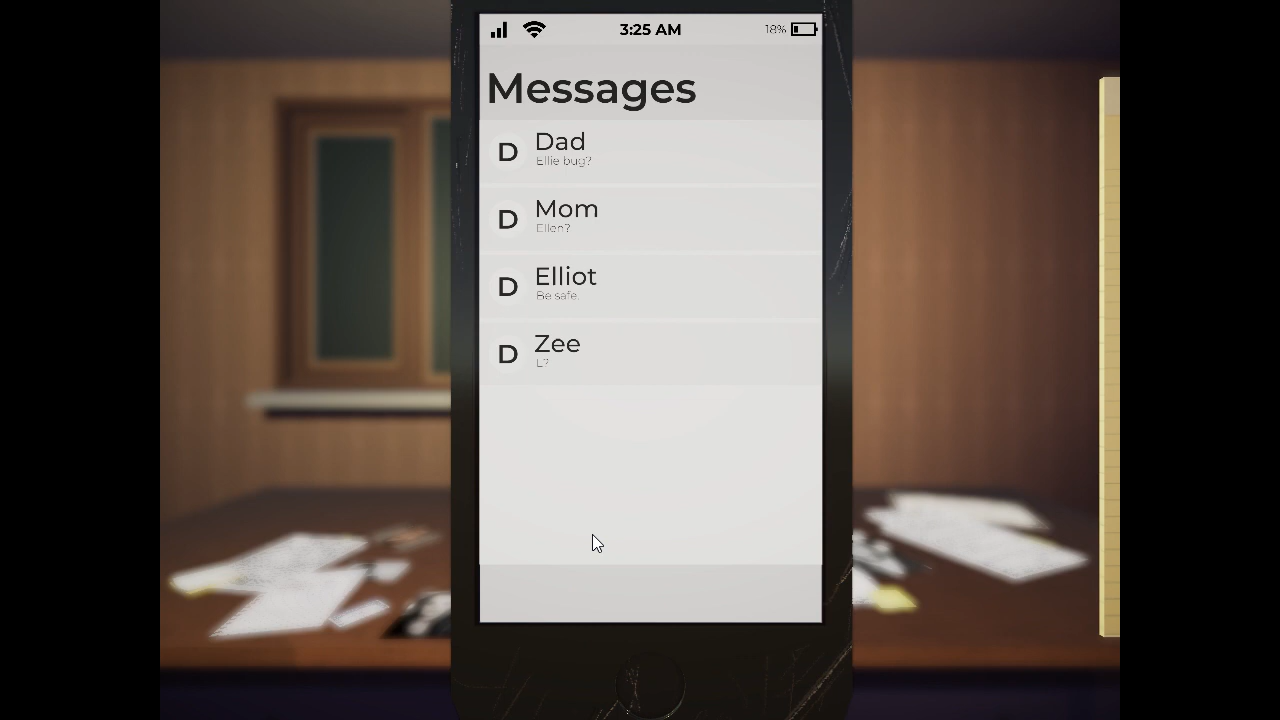 3:25 AM
18%
Messages
D
Dad
Ellie bug?
D
Mom
Ellen?
D
Elliot
Be safe.
D
Zee
L?